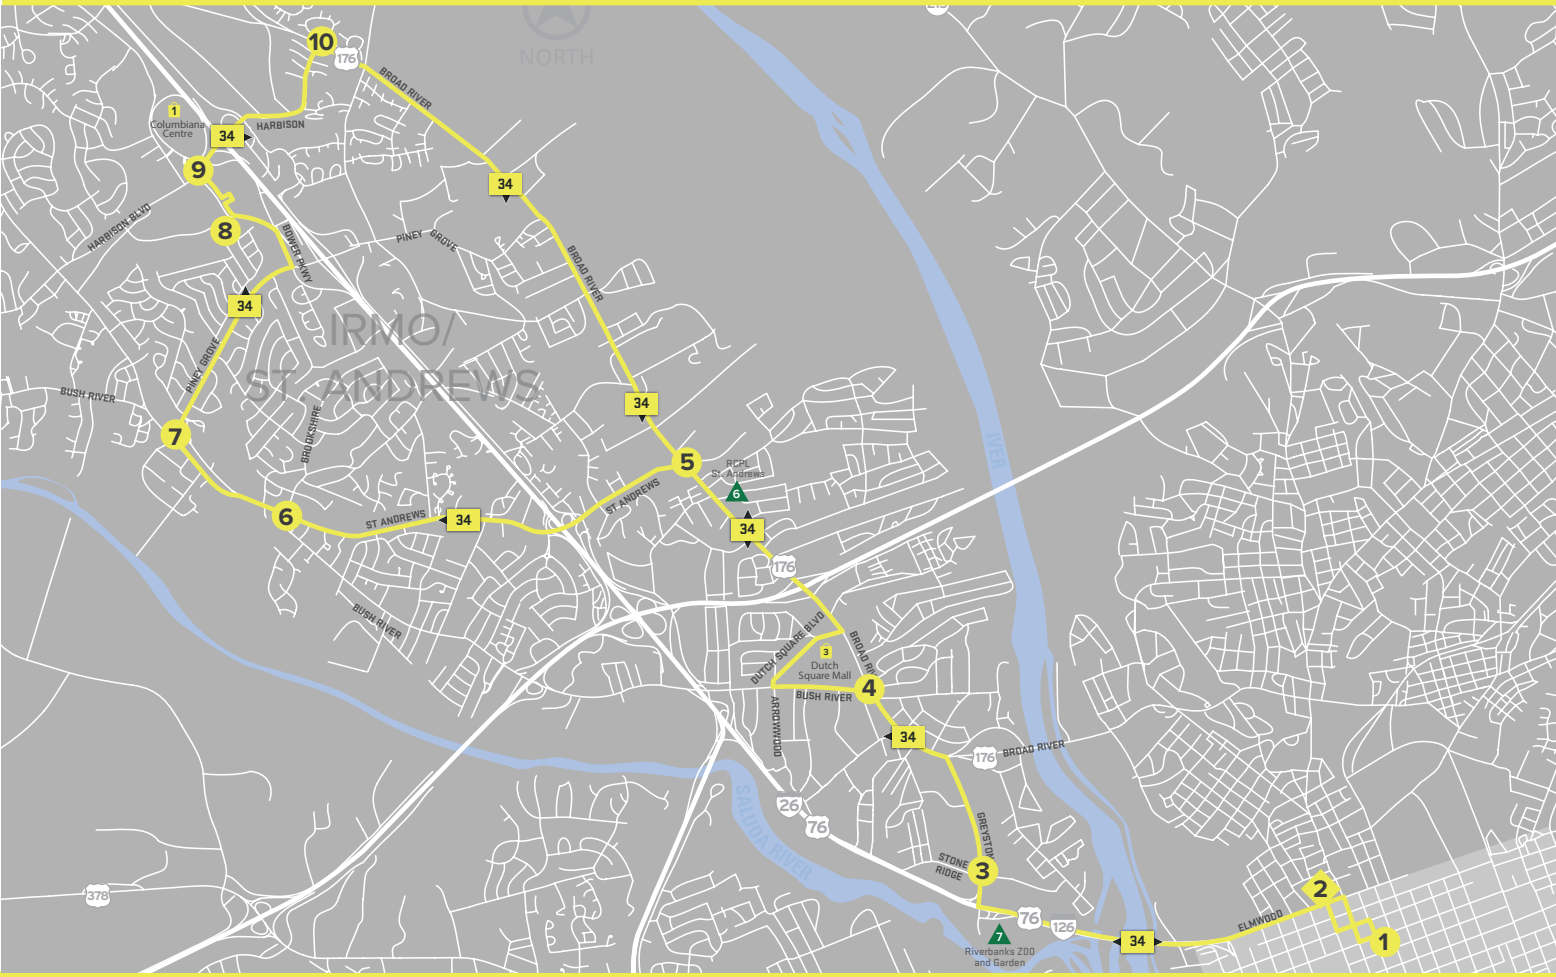 215
NORTH
10
176
BROAD RIVER
1
Columbiana
Centre
34
HARBISON
9
34
HARBISON BLVD
8
BOWER PKWY
PINEY GROVE
BROAD RIVER
34
IRMO/
ST. ANDREWS
PINEY GROVE
BUSH RIVER
BROOKSHIRE
34
7
5
RCPL
St. Andrews
6
IVER
ST ANDREWS
6
ST ANDREWS
34
34
176
BUSH RIVER
DUTCH SQUARE BLVD
BROAD RIV
3
Dutch
Square Mall
4
BUSH RIVER
ARROWWOOD
34
176
BROAD RIVER
26
76
SALUDA RIVER
GREYSTON
STONE
RIDGE
3
378
2
76
126
ELMWOOD
34
1
7
Riverbanks ZOO
and Garden